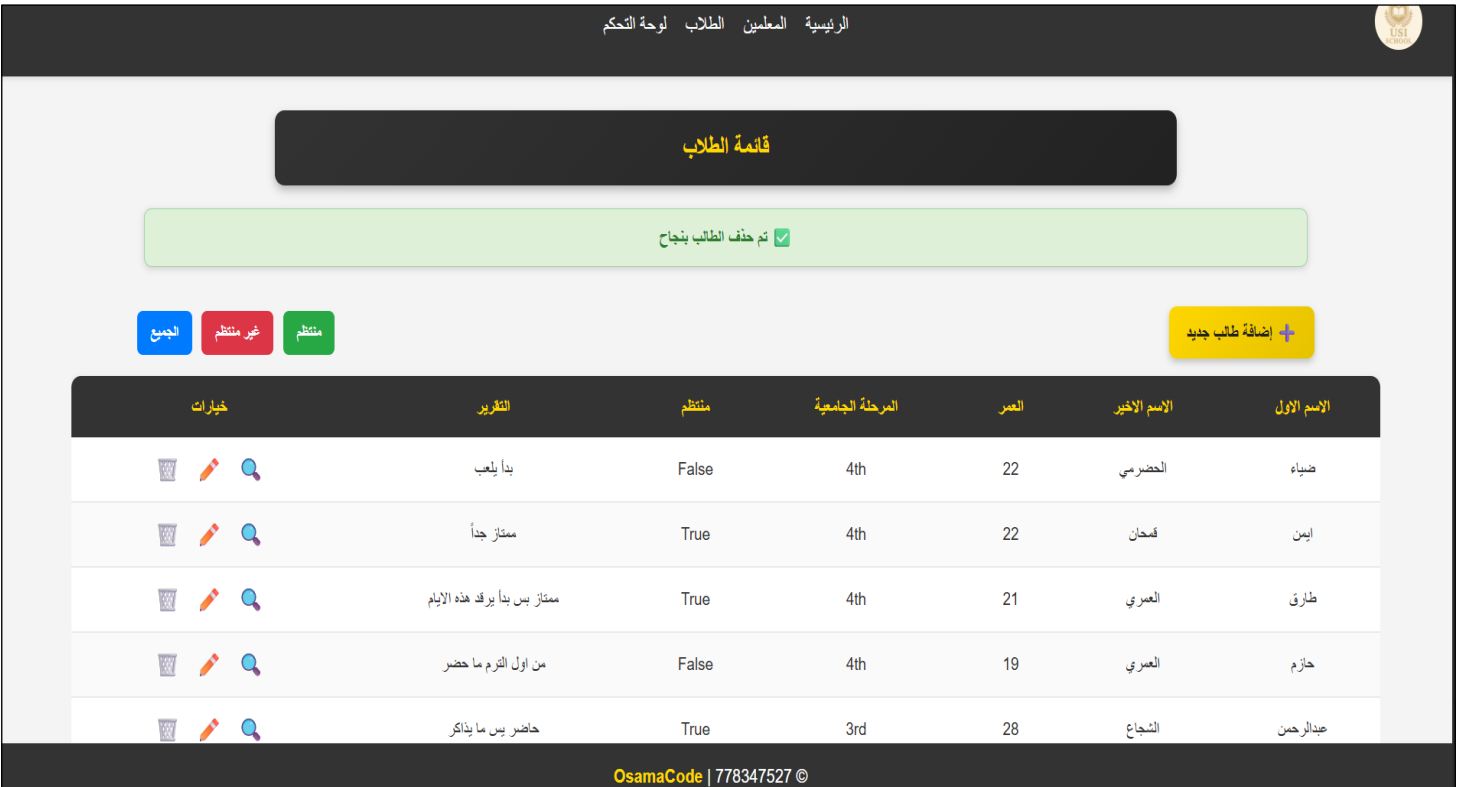 الرئيسية المعلمين الطلاب لوحة التحكم
USI
SCHOOL
قائمة الطلاب
تم حذف الطالب بنجاح
إضافة طالب جديد
منتظم غير منتظم الجميع
الاسم الاول الاسم الاخير العمر المرحلة الجامعية منتظم التقرير خيارات
ضياء الحضرمي 22 4th False بدأ يلعب
ايمن قمحان 22 4th True ممتاز جداً
طارق العمري 21 4th True ممتاز بس بدأ يرقد هذه الايام
حازم العمري 19 4th False من اول الترم ما حضر
عبدالرحمن الشجاع 28 3rd True حاضر يس ما يذاكر
OsamaCode | 778347527 ©